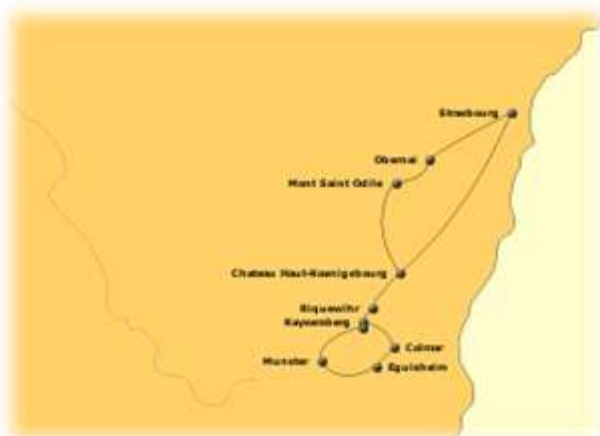 Strasbourg
Obernai
Mont Saint Odile
Chateau Haut-Koenigsbourg
Riquewihr
Kaysersberg
Colmar
Munster
Eguisheim